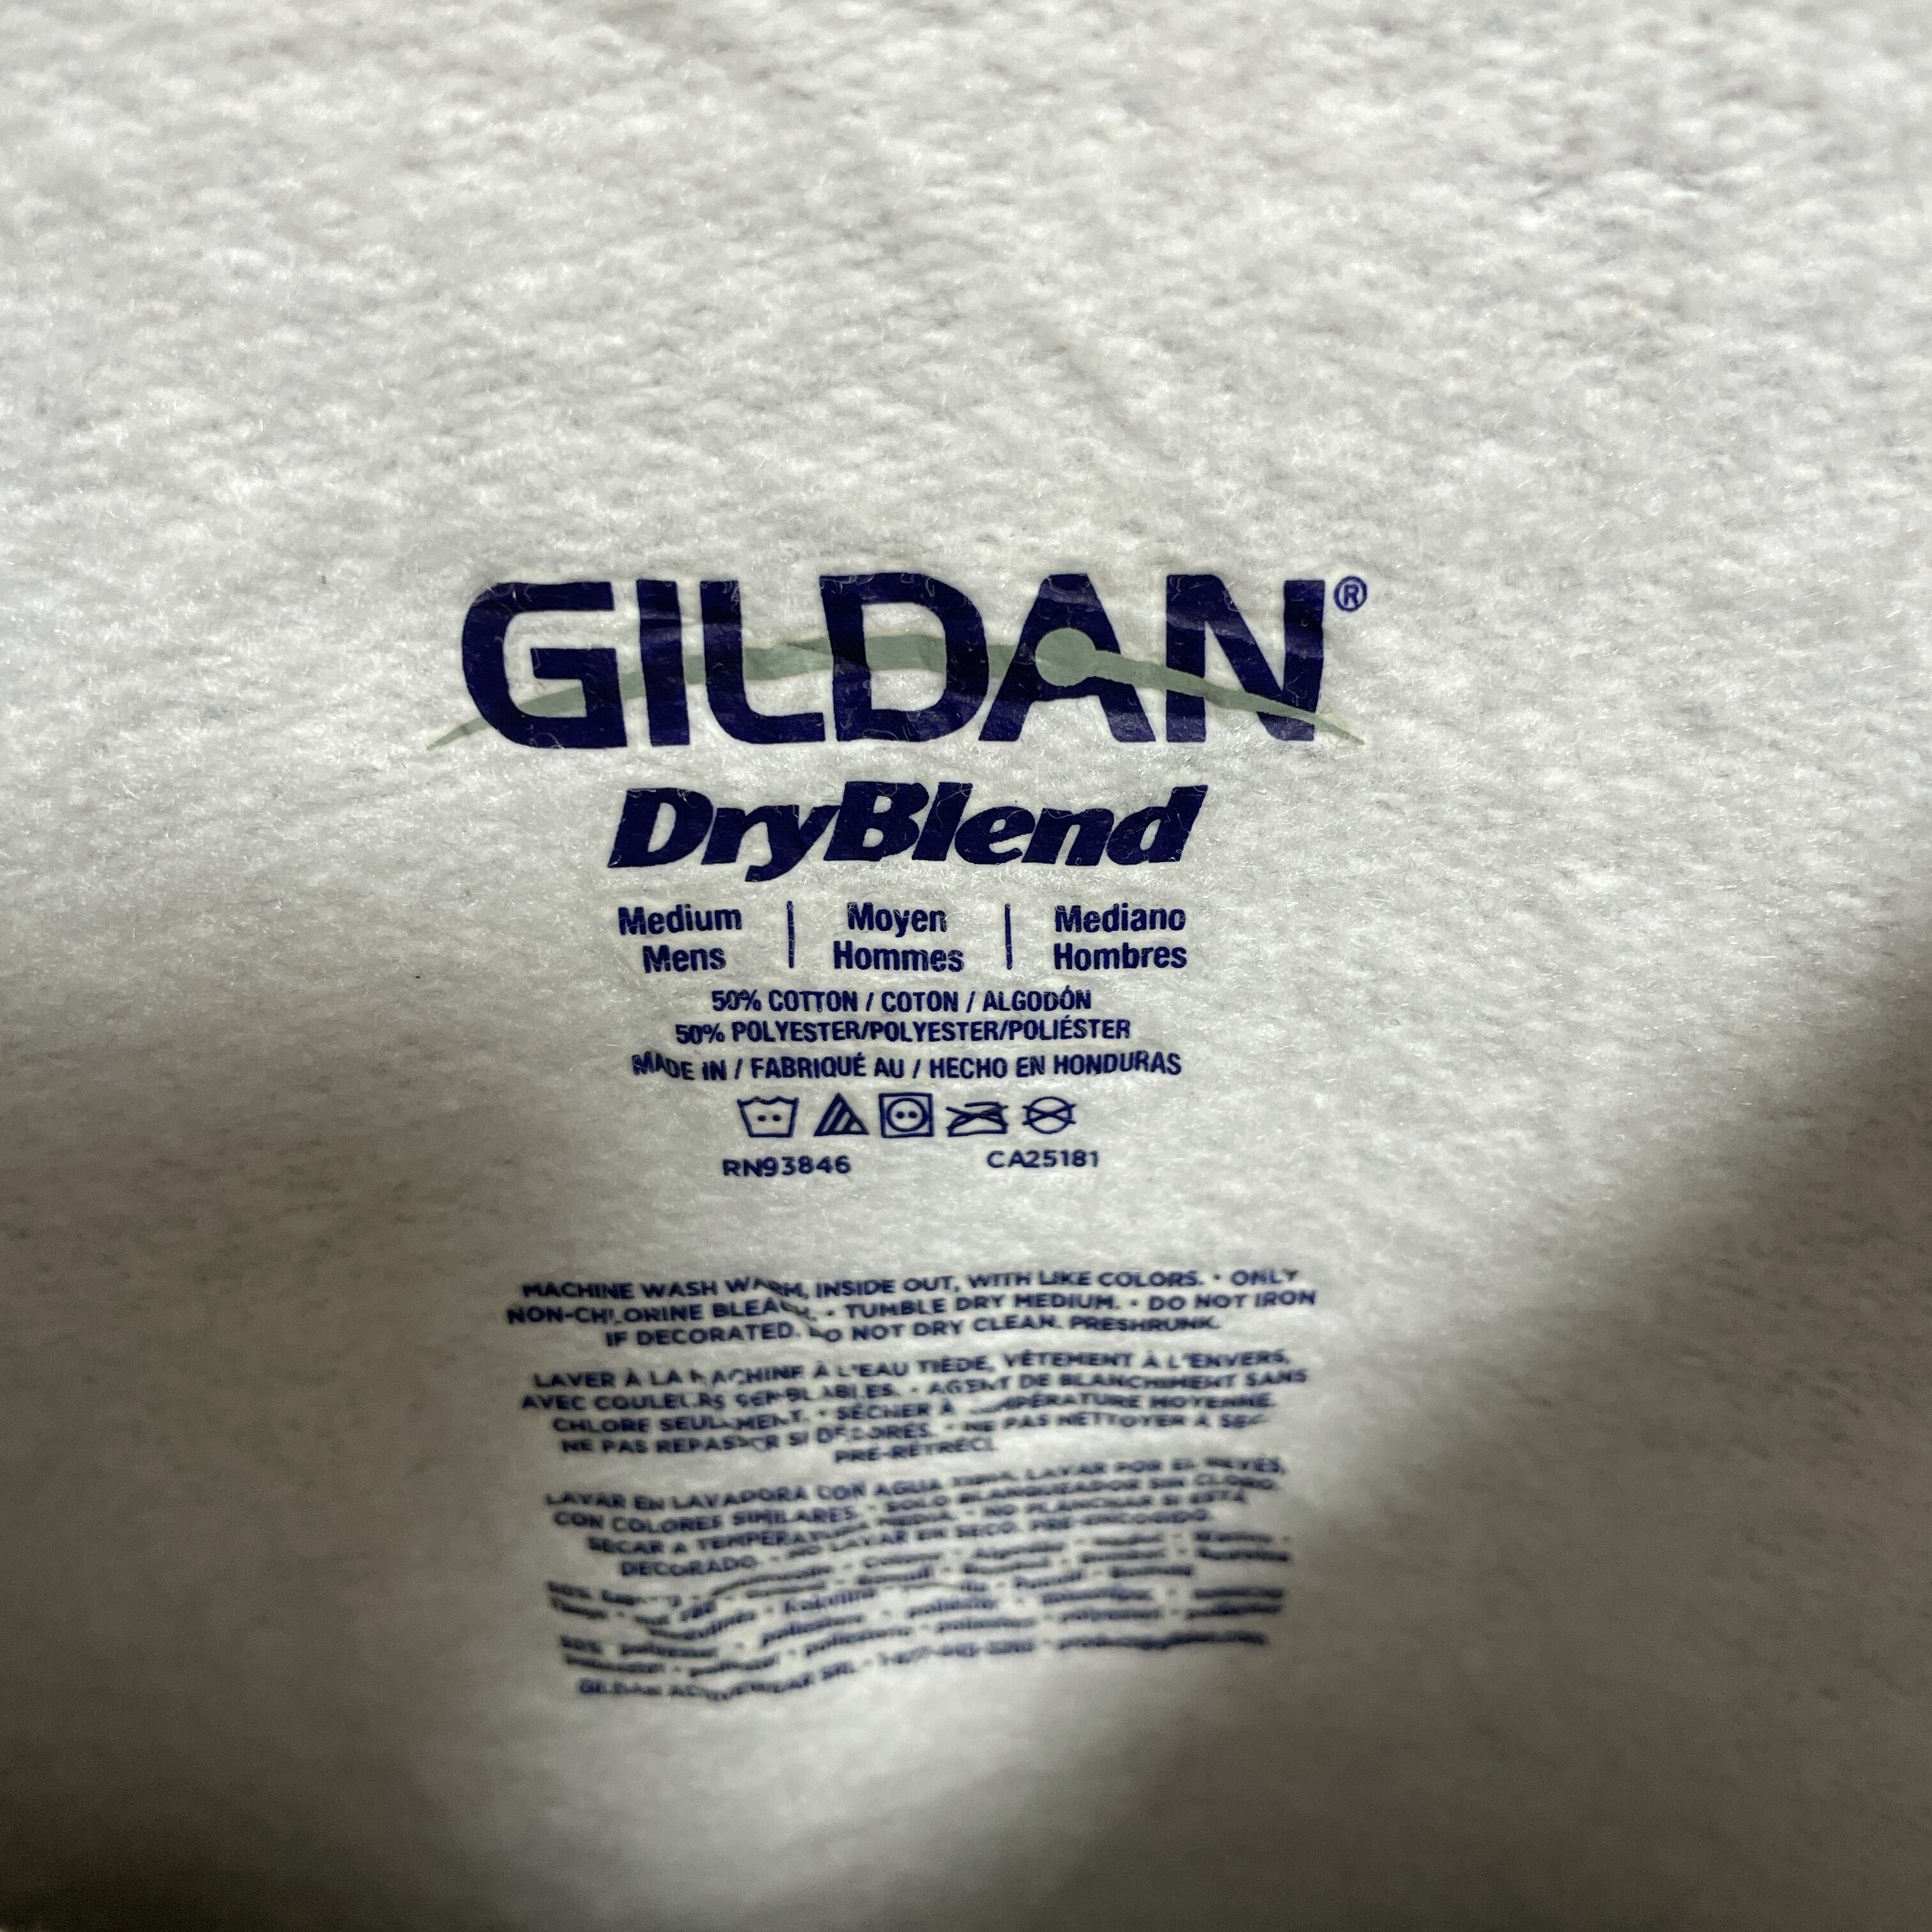 GILDAN®
DryBlend
Medium | Moyen | Mediano
Mens | Hommes | Hombres
50% COTTON / COTON / ALGODÓN
50% POLYESTER/POLYESTER/POLIÉSTER
MADE IN / FABRIQUÉ AU / HECHO EN HONDURAS
RN93846 CA25181
MACHINE WASH WARM, INSIDE OUT, WITH LIKE COLORS. • ONLY
NON-CHLORINE BLEACH. • TUMBLE DRY MEDIUM. • DO NOT IRON
IF DECORATED. DO NOT DRY CLEAN. PRESHRUNK.
LAVER À LA MACHINE À L'EAU TIÈDE, VÊTEMENT À L'ENVERS,
AVEC COULEURS SEMBLABLES. • AGENT DE BLANCHIMENT SANS
CHLORE SEULEMENT. • SÉCHER À TEMPÉRATURE MOYENNE.
NE PAS REPASSER SI DÉCORÉS. • NE PAS NETTOYER À SEC
PRÉ-RÉTRÉCI.
LAVAR EN LAVADORA CON AGUA TIBIA, LAVAR POR EL REVÉS,
CON COLORES SIMILARES. • SOLO BLANQUEADOR SIN CLORO.
SECAR A TEMPERATURA MEDIA. • NO PLANCHAR SI ESTÁ
DECORADO. • NO LAVAR EN SECO. PRE-ENCOGIDO.
GILDAN ACTIVEWEAR SRL